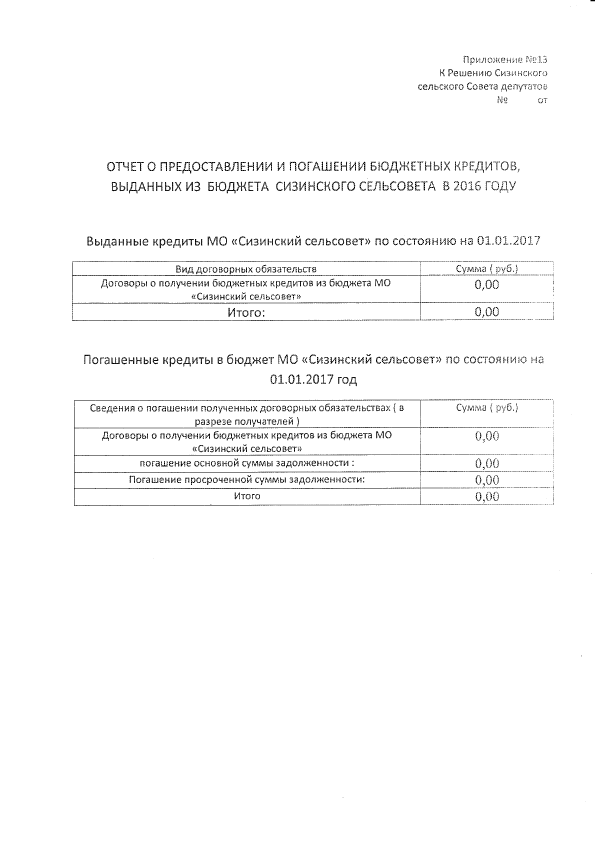 Приложение №13
К Решению Сизинского
сельского Совета депутатов
№ от
ОТЧЕТ О ПРЕДОСТАВЛЕНИИ И ПОГАШЕНИИ БЮДЖЕТНЫХ КРЕДИТОВ,
ВЫДАННЫХ ИЗ БЮДЖЕТА СИЗИНСКОГО СЕЛЬСОВЕТА В 2016 ГОДУ
Выданные кредиты МО «Сизинский сельсовет» по состоянию на 01.01.2017
Вид договорных обязательств Сумма ( руб.)
Договоры о получении бюджетных кредитов из бюджета МО 0,00
«Сизинский сельсовет»
Итого: 0,00
Погашенные кредиты в бюджет МО «Сизинский сельсовет» по состоянию на
01.01.2017 год
Сведения о погашении полученных договорных обязательствах ( в Сумма ( руб.)
разрезе получателей )
Договоры о получении бюджетных кредитов из бюджета МО 0,00
«Сизинский сельсовет»
погашение основной суммы задолженности : 0,00
Погашение просроченной суммы задолженности: 0,00
Итого 0,00